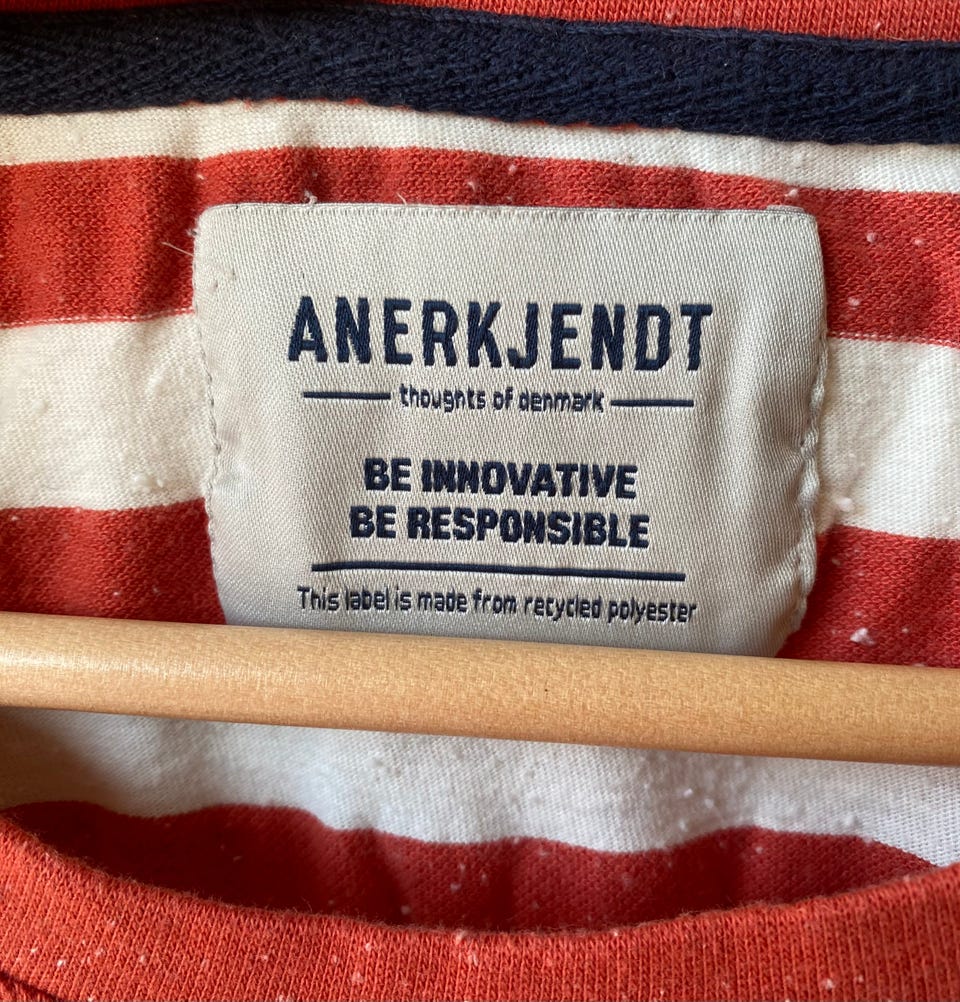 ANERKJENDT
thoughts of denmark
BE INNOVATIVE
BE RESPONSIBLE
This label is made from recycled polyester